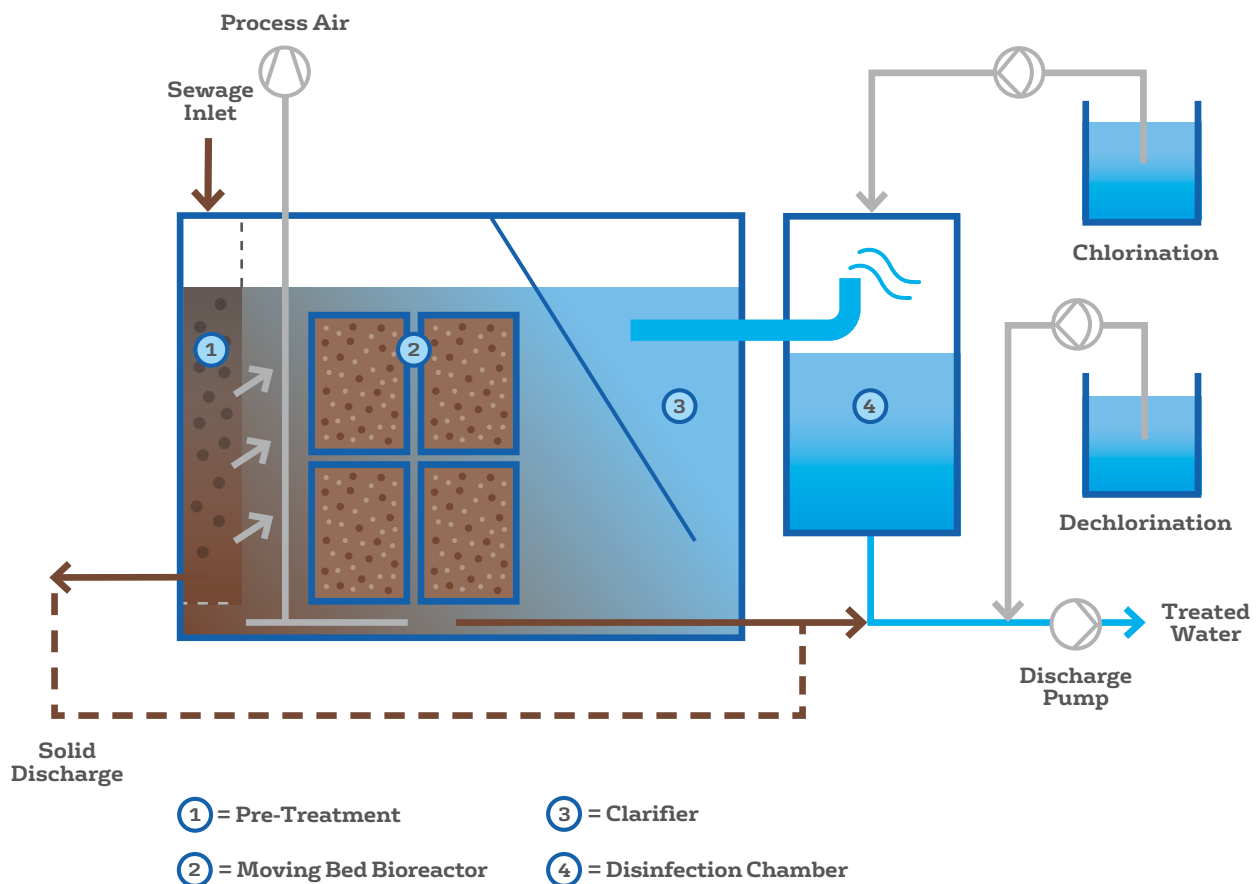 Process Air
Sewage
Inlet
Chlorination
1
2
3
4
Dechlorination
Treated
Water
Discharge
Pump
Solid
Discharge
1 = Pre-Treatment
3 = Clarifier
2 = Moving Bed Bioreactor
4 = Disinfection Chamber